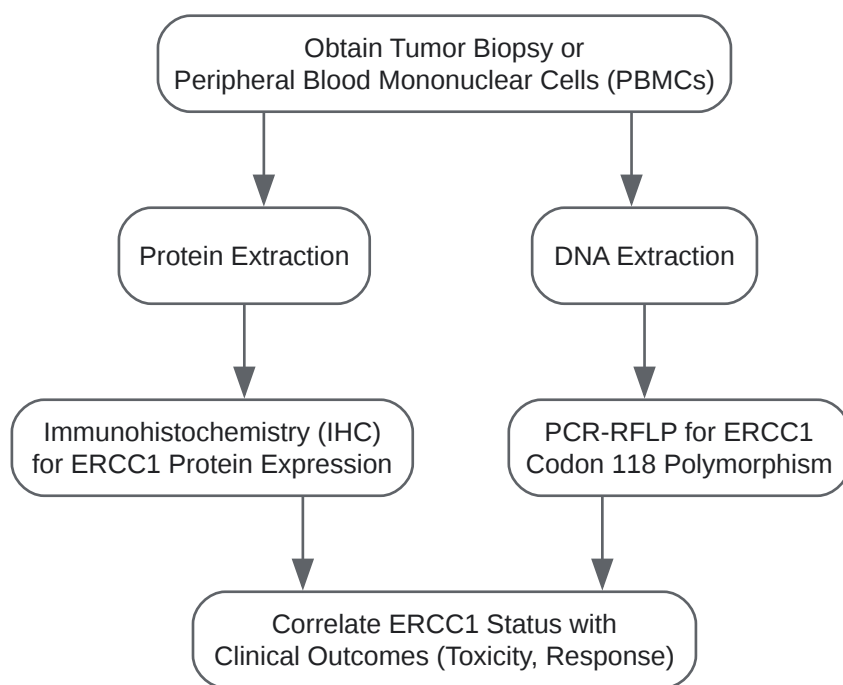 Obtain Tumor Biopsy or
Peripheral Blood Mononuclear Cells (PBMCs)
Protein Extraction
DNA Extraction
Immunohistochemistry (IHC)
for ERCC1 Protein Expression
PCR-RFLP for ERCC1
Codon 118 Polymorphism
Correlate ERCC1 Status with
Clinical Outcomes (Toxicity, Response)